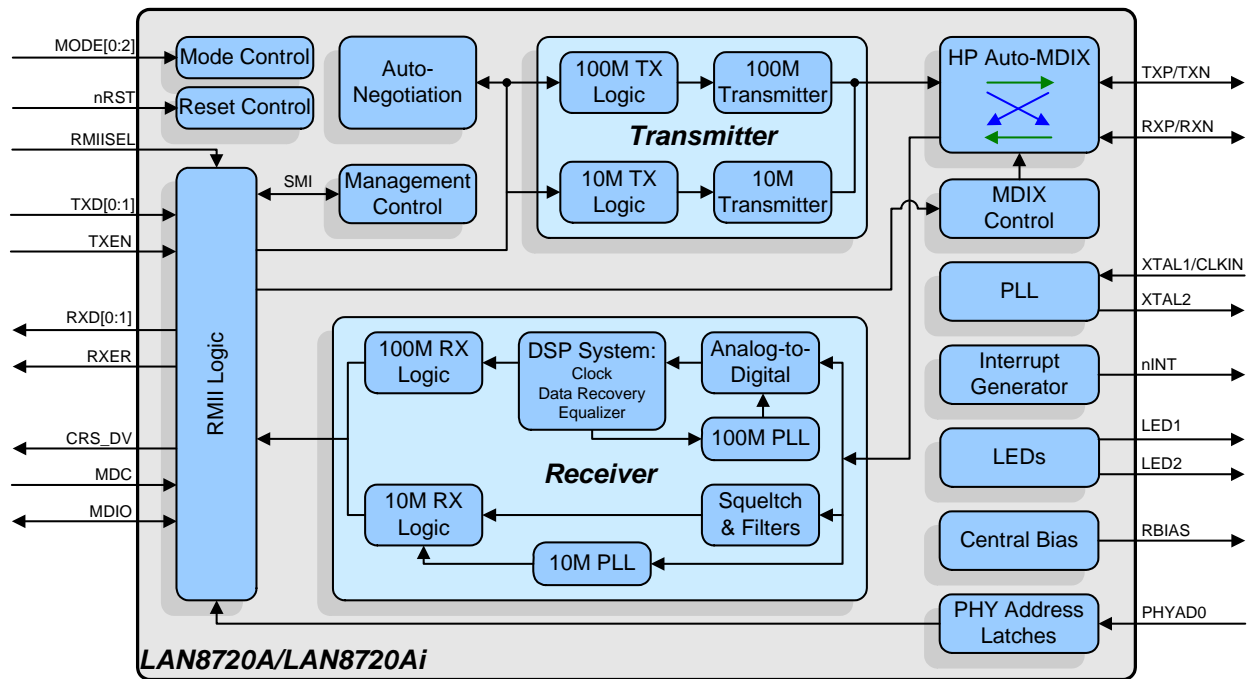 MODE[0:2]
nRST
RMIISEL
TXD[0:1]
TXEN
RXD[0:1]
RXER
CRS_DV
MDC
MDIO
Mode Control
Reset Control
RMII Logic
SMI
Auto-
Negotiation
Management
Control
100M TX
Logic
100M
Transmitter
Transmitter
10M TX
Logic
10M
Transmitter
HP Auto-MDIX
MDIX
Control
100M RX
Logic
DSP System:
Clock
Data Recovery
Equalizer
Analog-to-
Digital
100M PLL
Receiver
10M RX
Logic
Squeltch
& Filters
10M PLL
PLL
Interrupt
Generator
LEDs
Central Bias
PHY Address
Latches
TXP/TXN
RXP/RXN
XTAL1/CLKIN
XTAL2
nINT
LED1
LED2
RBIAS
PHYAD0
LAN8720A/LAN8720Ai